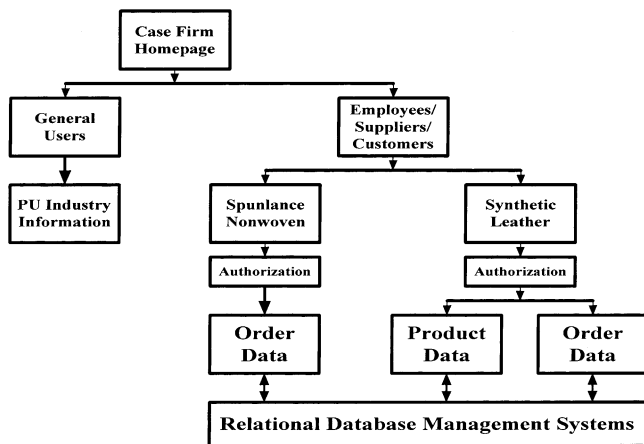 Case Firm
Homepage
General
Users
Employees/
Suppliers/
Customers
PU Industry
Information
Spunlance
Nonwoven
Synthetic
Leather
Authorization
Authorization
Order
Data
Product
Data
Order
Data
Relational Database Management Systems